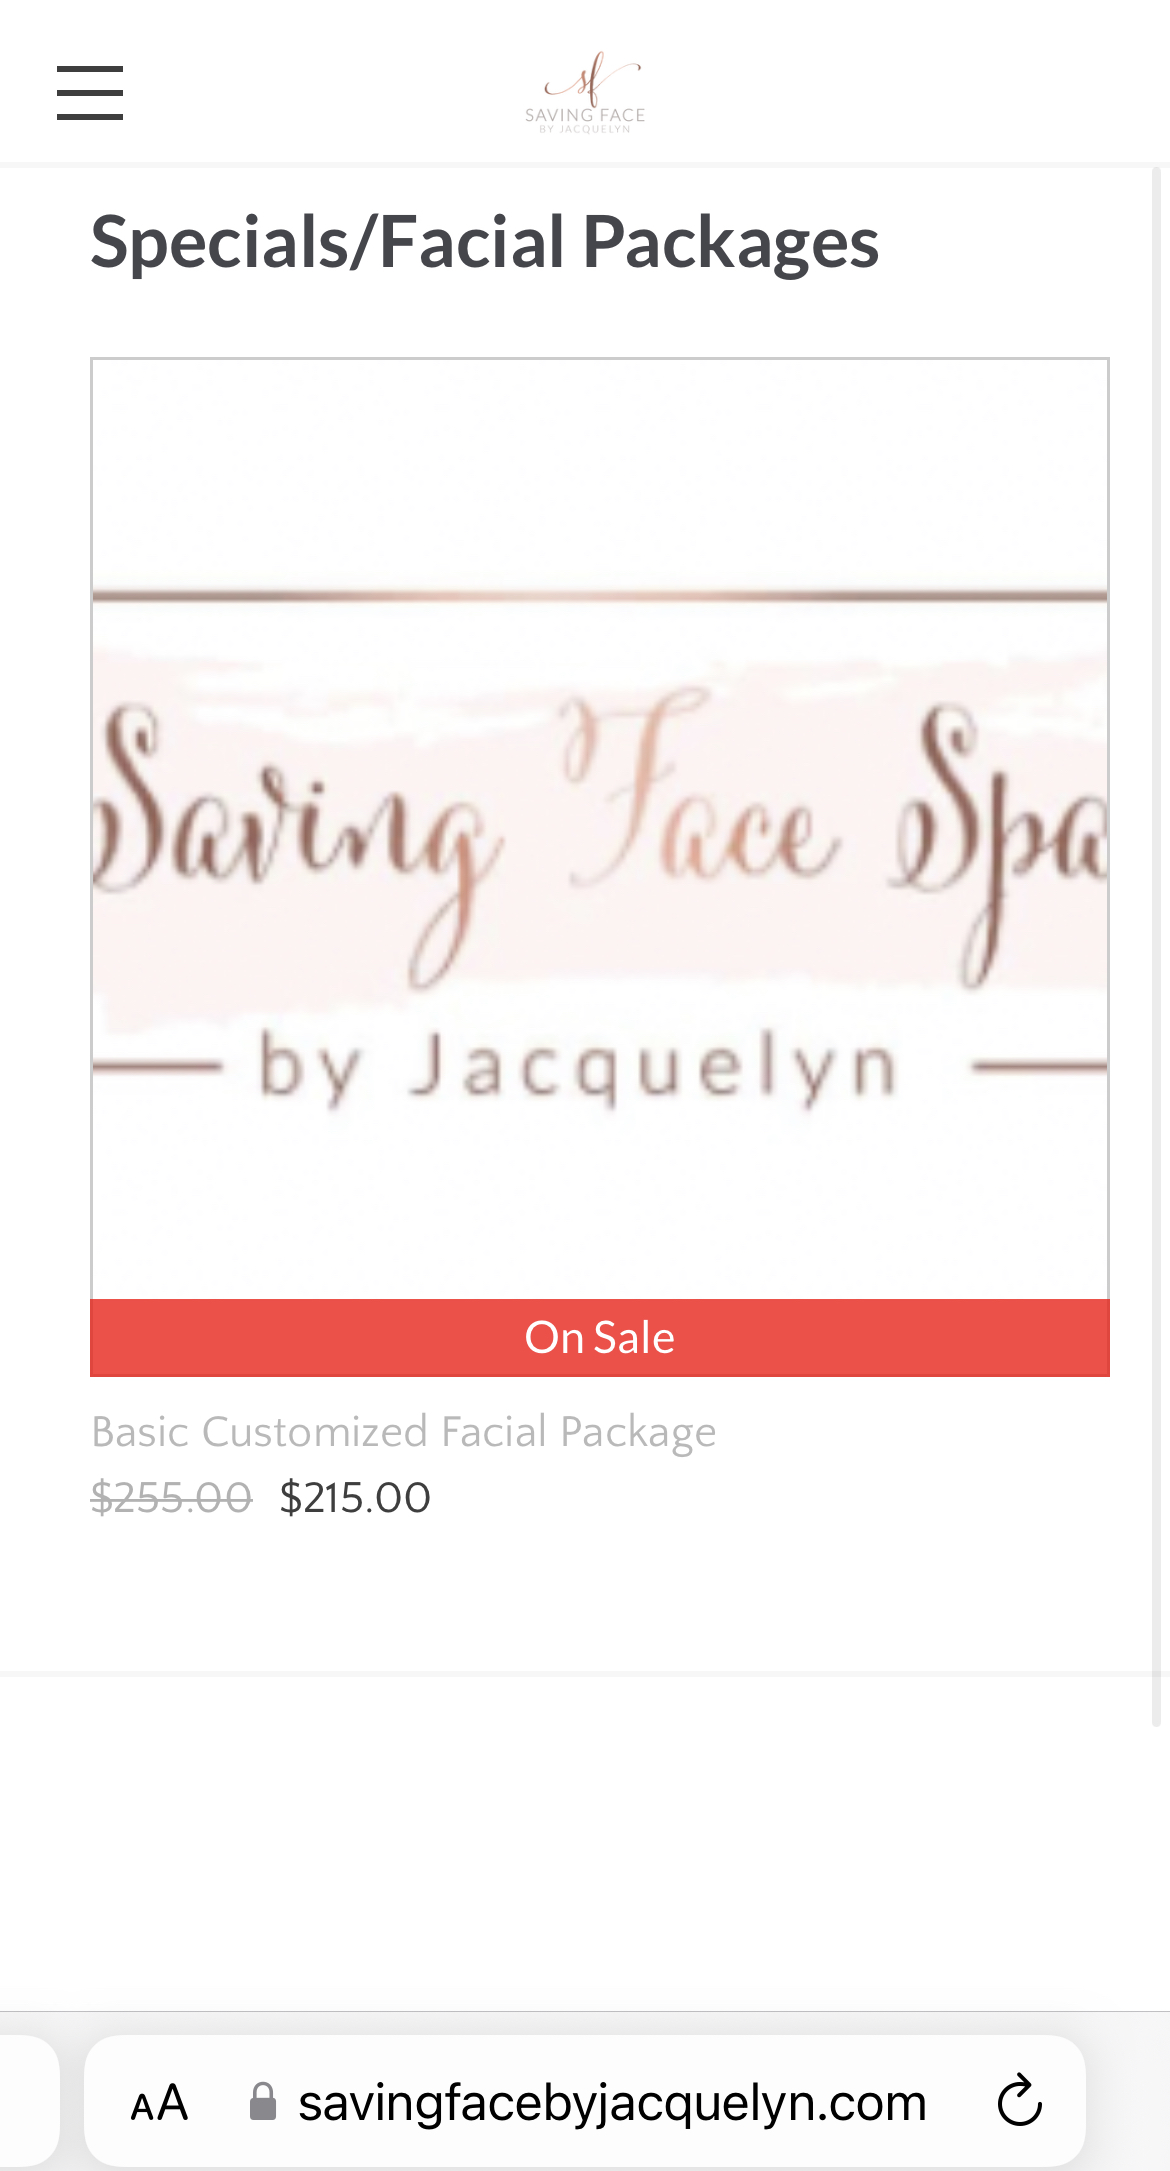 sf
SAVING FACE
BY JACQUELYN
Specials/Facial Packages
Saving Face Spa
by Jacquelyn
On Sale
Basic Customized Facial Package
$255.00 $215.00
AA savingfacebyjacquelyn.com